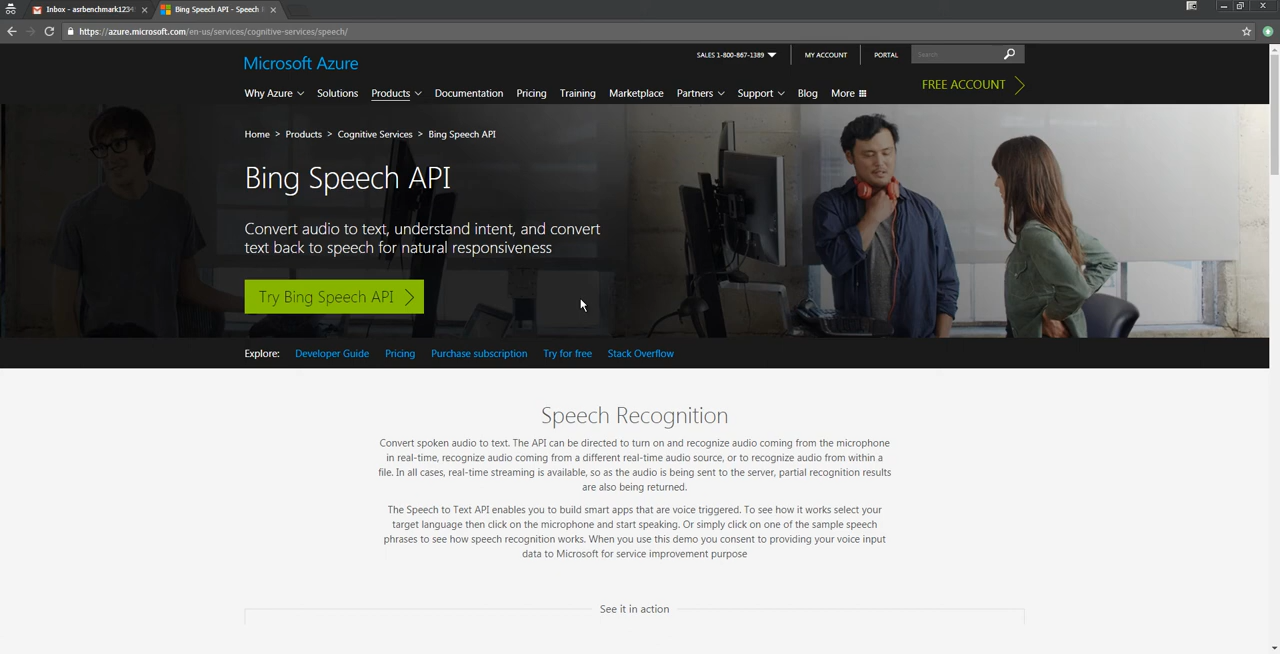 Inbox - asrbenchmark1234
Bing Speech API - Speech
https://azure.microsoft.com/en-us/services/cognitive-services/speech/
Microsoft Azure
SALES 1-800-867-1389
MY ACCOUNT
PORTAL
Search
FREE ACCOUNT
Why Azure
Solutions
Products
Documentation
Pricing
Training
Marketplace
Partners
Support
Blog
More
Home > Products > Cognitive Services > Bing Speech API
Bing Speech API
Convert audio to text, understand intent, and convert
text back to speech for natural responsiveness
Try Bing Speech API
Explore:
Developer Guide
Pricing
Purchase subscription
Try for free
Stack Overflow
Speech Recognition
Convert spoken audio to text. The API can be directed to turn on and recognize audio coming from the microphone
in real-time, recognize audio coming from a different real-time audio source, or to recognize audio from within a
file. In all cases, real-time streaming is available, so as the audio is being sent to the server, partial recognition results
are also being returned.
The Speech to Text API enables you to build smart apps that are voice triggered. To see how it works select your
target language then click on the microphone and start speaking. Or simply click on one of the sample speech
phrases to see how speech recognition works. When you use this demo you consent to providing your voice input
data to Microsoft for service improvement purpose
See it in action